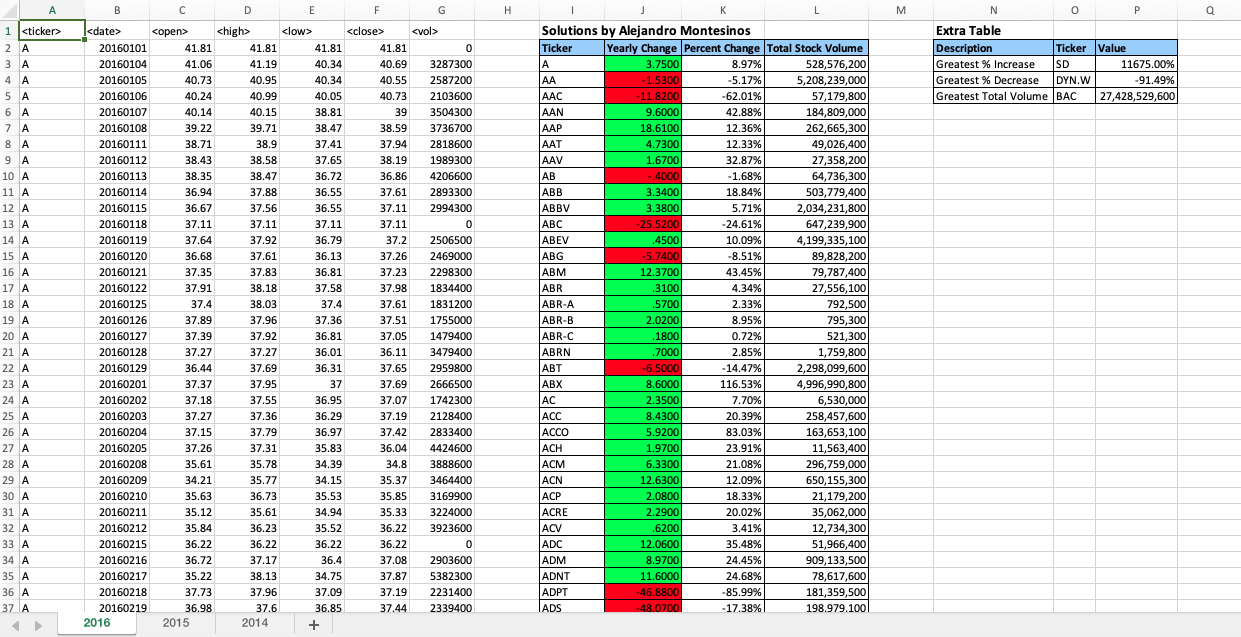 A B C D E F G H I J K L M N O P Q
1 <ticker> <date> <open> <high> <low> <close> <vol> Solutions by Alejandro Montesinos Extra Table
2 A 20160101 41.81 41.81 41.81 41.81 0 Ticker Yearly Change Percent Change Total Stock Volume Description Ticker Value
3 A 20160104 41.06 41.19 40.34 40.69 3287300 A 3.7500 8.97% 528,576,200 Greatest % Increase SD 11675.00%
4 A 20160105 40.73 40.95 40.34 40.55 2587200 AA -1.5300 -5.17% 5,208,239,000 Greatest % Decrease DYN.W -91.49%
5 A 20160106 40.24 40.99 40.05 40.73 2103600 AAC -11.8200 -62.01% 57,179,800 Greatest Total Volume BAC 27,428,529,600
6 A 20160107 40.14 40.15 38.81 39 3504300 AAN 9.6000 42.88% 184,809,000
7 A 20160108 39.22 39.71 38.47 38.59 3736700 AAP 18.6100 12.36% 262,665,300
8 A 20160111 38.71 38.9 37.41 37.94 2818600 AAT 4.7300 12.33% 49,026,400
9 A 20160112 38.43 38.58 37.65 38.19 1989300 AAV 1.6700 32.87% 27,358,200
10 A 20160113 38.35 38.47 36.72 36.86 4206600 AB -.4000 -1.68% 64,736,300
11 A 20160114 36.94 37.88 36.55 37.61 2893300 ABB 3.3400 18.84% 503,779,400
12 A 20160115 36.67 37.56 36.55 37.11 2994300 ABBV 3.3800 5.71% 2,034,231,800
13 A 20160118 37.11 37.11 37.11 37.11 0 ABC -25.5200 -24.61% 647,239,900
14 A 20160119 37.64 37.92 36.79 37.2 2506500 ABEV .4500 10.09% 4,199,335,100
15 A 20160120 36.68 37.61 36.13 37.26 2469000 ABG -5.7400 -8.51% 89,828,200
16 A 20160121 37.35 37.83 36.81 37.23 2298300 ABM 12.3700 43.45% 79,787,400
17 A 20160122 37.91 38.18 37.58 37.98 1834400 ABR .3100 4.34% 27,556,100
18 A 20160125 37.4 38.03 37.4 37.61 1831200 ABR-A .5700 2.33% 792,500
19 A 20160126 37.89 37.96 37.36 37.51 1755000 ABR-B 2.0200 8.95% 795,300
20 A 20160127 37.39 37.92 36.81 37.05 1479400 ABR-C .1800 0.72% 521,300
21 A 20160128 37.27 37.27 36.01 36.11 3479400 ABRN .7000 2.85% 1,759,800
22 A 20160129 36.44 37.69 36.31 37.65 2959800 ABT -6.5000 -14.47% 2,298,099,600
23 A 20160201 37.37 37.95 37 37.69 2666500 ABX 8.6000 116.53% 4,996,990,800
24 A 20160202 37.18 37.55 36.95 37.07 1742300 AC 2.3500 7.70% 6,530,000
25 A 20160203 37.27 37.36 36.29 37.19 2128400 ACC 8.4300 20.39% 258,457,600
26 A 20160204 37.15 37.79 36.97 37.42 2833400 ACCO 5.9200 83.03% 163,653,100
27 A 20160205 37.26 37.31 35.83 36.04 4424600 ACH 1.9700 23.91% 11,563,400
28 A 20160208 35.61 35.78 34.39 34.8 3888600 ACM 6.3300 21.08% 296,759,000
29 A 20160209 34.21 35.77 34.15 35.37 3464400 ACN 12.6300 12.09% 650,155,300
30 A 20160210 35.63 36.73 35.53 35.85 3169900 ACP 2.0800 18.33% 21,179,200
31 A 20160211 35.12 35.61 34.94 35.33 3224000 ACRE 2.2900 20.02% 35,062,000
32 A 20160212 35.84 36.23 35.52 36.22 3923600 ACV .6200 3.41% 12,734,300
33 A 20160215 36.22 36.22 36.22 36.22 0 ADC 12.0600 35.48% 51,966,400
34 A 20160216 36.72 37.17 36.4 37.08 2903600 ADM 8.9700 24.45% 909,133,500
35 A 20160217 35.22 38.13 34.75 37.87 5382300 ADNT 11.6000 24.68% 78,617,600
36 A 20160218 37.73 37.96 37.09 37.19 2231400 ADPT -46.8800 -85.99% 181,359,500
37 A 20160219 36.98 37.6 36.85 37.44 2339400 ADS -48.0700 -17.38% 198,979,100
2016 2015 2014 +